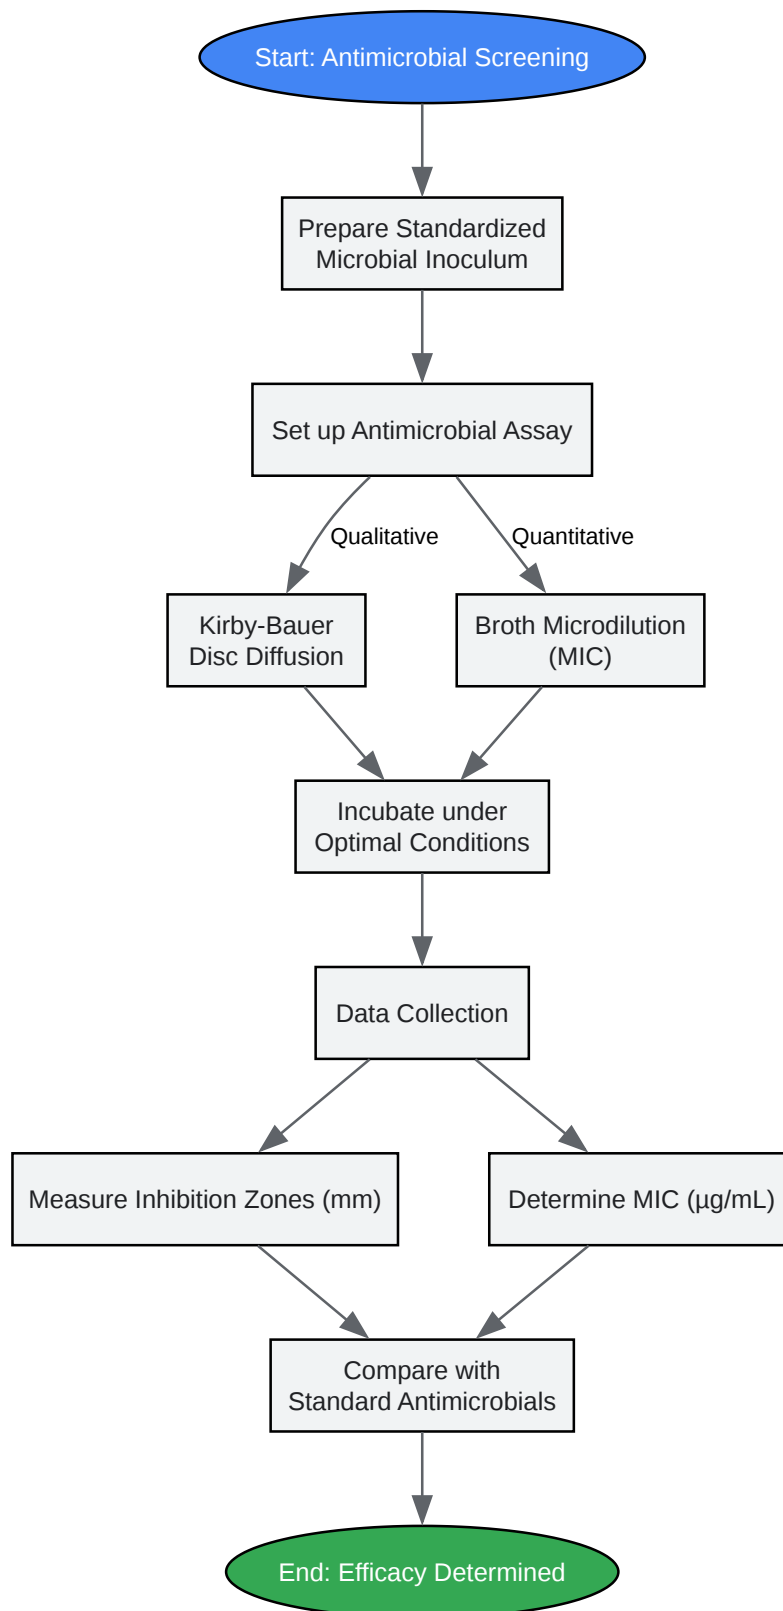 Start: Antimicrobial Screening
Prepare Standardized
Microbial Inoculum
Set up Antimicrobial Assay
Qualitative
Quantitative
Kirby-Bauer
Disc Diffusion
Broth Microdilution
(MIC)
Incubate under
Optimal Conditions
Data Collection
Measure Inhibition Zones (mm)
Determine MIC (µg/mL)
Compare with
Standard Antimicrobials
End: Efficacy Determined